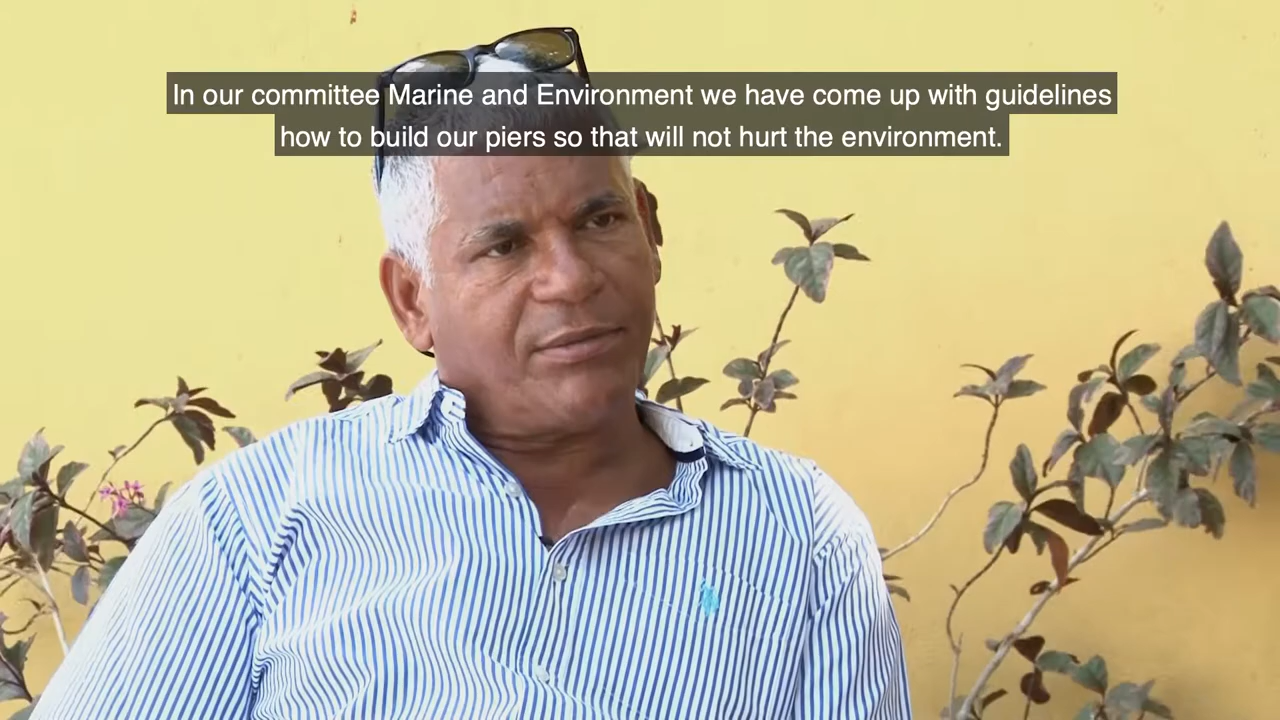 In our committee Marine and Environment we have come up with guidelines
how to build our piers so that will not hurt the environment.